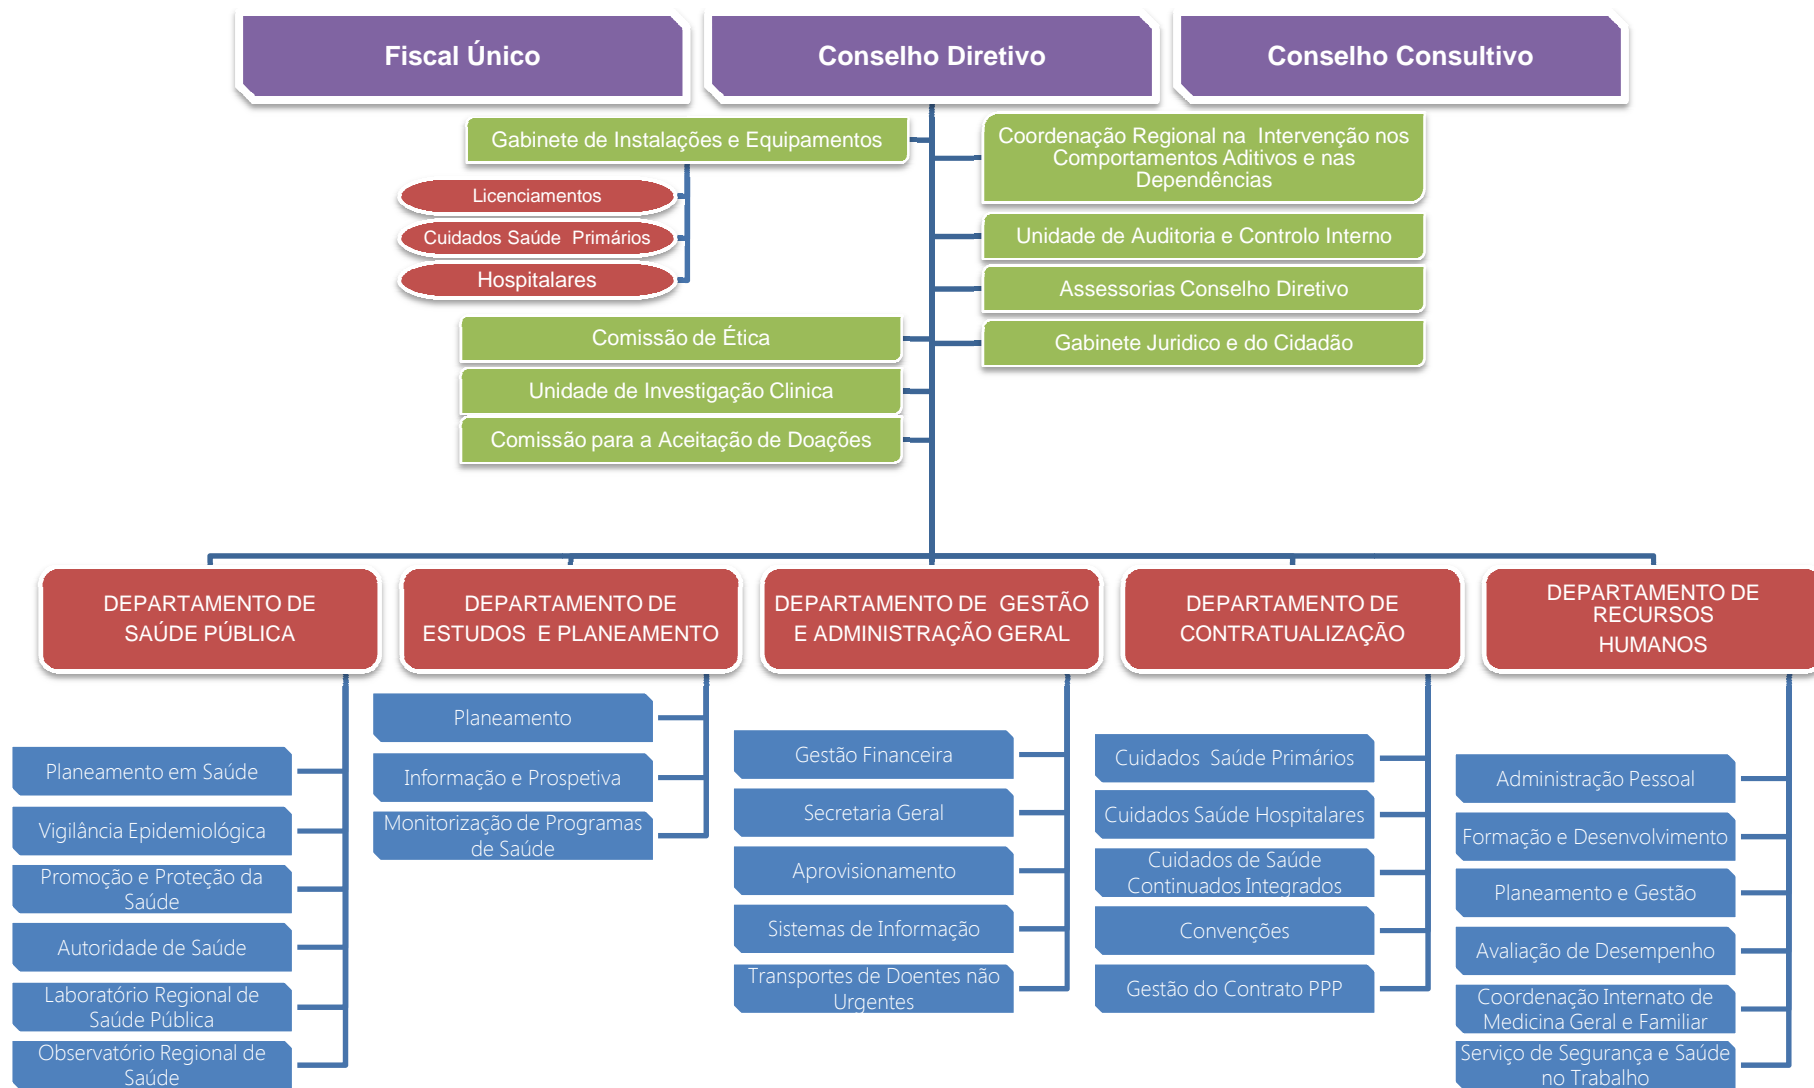 Fiscal Único
Conselho Diretivo
Conselho Consultivo
Gabinete de Instalações e Equipamentos
Licenciamentos
Cuidados Saúde Primários
Hospitalares
Coordenação Regional na Intervenção nos
Comportamentos Aditivos e nas
Dependências
Unidade de Auditoria e Controlo Interno
Assessorias Conselho Diretivo
Gabinete Juridico e do Cidadão
Comissão de Ética
Unidade de Investigação Clinica
Comissão para a Aceitação de Doações
DEPARTAMENTO DE
SAÚDE PÚBLICA
Planeamento em Saúde
Vigilância Epidemiológica
Promoção e Proteção da
Saúde
Autoridade de Saúde
Laboratório Regional de
Saúde Pública
Observatório Regional de
Saúde
DEPARTAMENTO DE
ESTUDOS E PLANEAMENTO
Planeamento
Informação e Prospetiva
Monitorização de Programas
de Saúde
DEPARTAMENTO DE GESTÃO
E ADMINISTRAÇÃO GERAL
Gestão Financeira
Secretaria Geral
Aprovisionamento
Sistemas de Informação
Transportes de Doentes não
Urgentes
DEPARTAMENTO DE
CONTRATUALIZAÇÃO
Cuidados Saúde Primários
Cuidados Saúde Hospitalares
Cuidados de Saúde
Continuados Integrados
Convenções
Gestão do Contrato PPP
DEPARTAMENTO DE
RECURSOS
HUMANOS
Administração Pessoal
Formação e Desenvolvimento
Planeamento e Gestão
Avaliação de Desempenho
Coordenação Internato de
Medicina Geral e Familiar
Serviço de Segurança e Saúde
no Trabalho